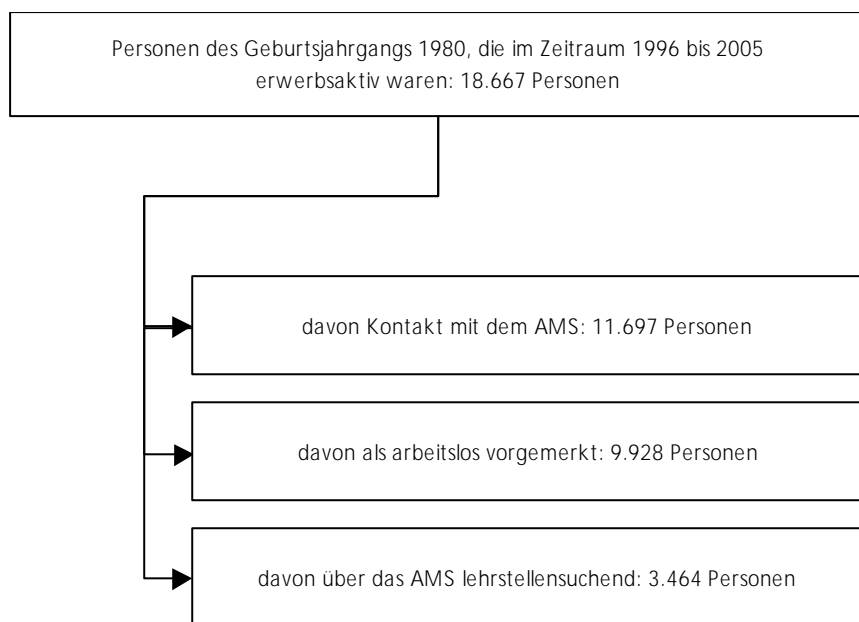 Personen des Geburtsjahrgangs 1980, die im Zeitraum 1996 bis 2005
erwerbsaktiv waren: 18.667 Personen
davon Kontakt mit dem AMS: 11.697 Personen
davon als arbeitslos vorgemerkt: 9.928 Personen
davon über das AMS lehrstellensuchend: 3.464 Personen